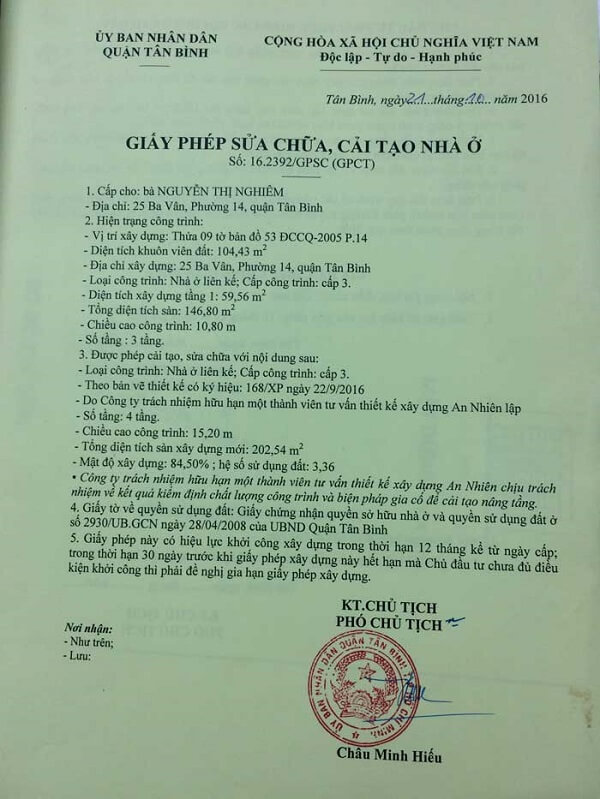 ỦY BAN NHÂN DÂN
QUẬN TÂN BÌNH
CỘNG HÒA XÃ HỘI CHỦ NGHĨA VIỆT NAM
Độc lập - Tự do - Hạnh phúc
Tân Bình, ngày 21 tháng 10 năm 2016
GIẤY PHÉP SỬA CHỮA, CẢI TẠO NHÀ Ở
Số: 16.2392/GPSC (GPCT)
1. Cấp cho: bà NGUYỄN THỊ NGHIÊM
- Địa chỉ: 25 Ba Vân, Phường 14, quận Tân Bình
2. Hiện trạng công trình:
- Vị trí xây dựng: Thửa 09 tờ bản đồ 53 ĐCCQ-2005 P.14
- Diện tích khuôn viên đất: 104,43 m²
- Địa chỉ xây dựng: 25 Ba Vân, Phường 14, quận Tân Bình
- Loại công trình: Nhà ở liên kế; Cấp công trình: cấp 3.
- Diện tích xây dựng tầng 1: 59,56 m²
- Tổng diện tích sàn: 146,80 m²
- Chiều cao công trình: 10,80 m
- Số tầng : 3 tầng.
3. Được phép cải tạo, sửa chữa với nội dung sau:
- Loại công trình: Nhà ở liên kế; Cấp công trình: cấp 3.
- Theo bản vẽ thiết kế có ký hiệu: 168/XP ngày 22/9/2016
- Do Công ty trách nhiệm hữu hạn một thành viên tư vấn thiết kế xây dựng An Nhiên lập
- Số tầng: 4 tầng.
- Chiều cao công trình: 15,20 m
- Tổng diện tích sàn xây dựng mới: 202,54 m²
- Mật độ xây dựng: 84,50% ; hệ số sử dụng đất: 3,36
• Công ty trách nhiệm hữu hạn một thành viên tư vấn thiết kế xây dựng An Nhiên chịu trách
nhiệm về kết quả kiểm định chất lượng công trình và biện pháp gia cố để cải tạo nâng tầng.
4. Giấy tờ về quyền sử dụng đất: Giấy chứng nhận quyền sở hữu nhà ở và quyền sử dụng đất ở
số 2930/UB.GCN ngày 28/04/2008 của UBND Quận Tân Bình
5. Giấy phép này có hiệu lực khởi công xây dựng trong thời hạn 12 tháng kể từ ngày cấp;
trong thời hạn 30 ngày trước khi giấy phép xây dựng này hết hạn mà Chủ đầu tư chưa đủ điều
kiện khởi công thì phải đề nghị gia hạn giấy phép xây dựng.
KT.CHỦ TỊCH
PHÓ CHỦ TỊCH
Nơi nhận:
- Như trên;
- Lưu:
ỦY BAN NHÂN DÂN QUẬN TÂN BÌNH T.P HỒ CHÍ MINH
Châu Minh Hiếu